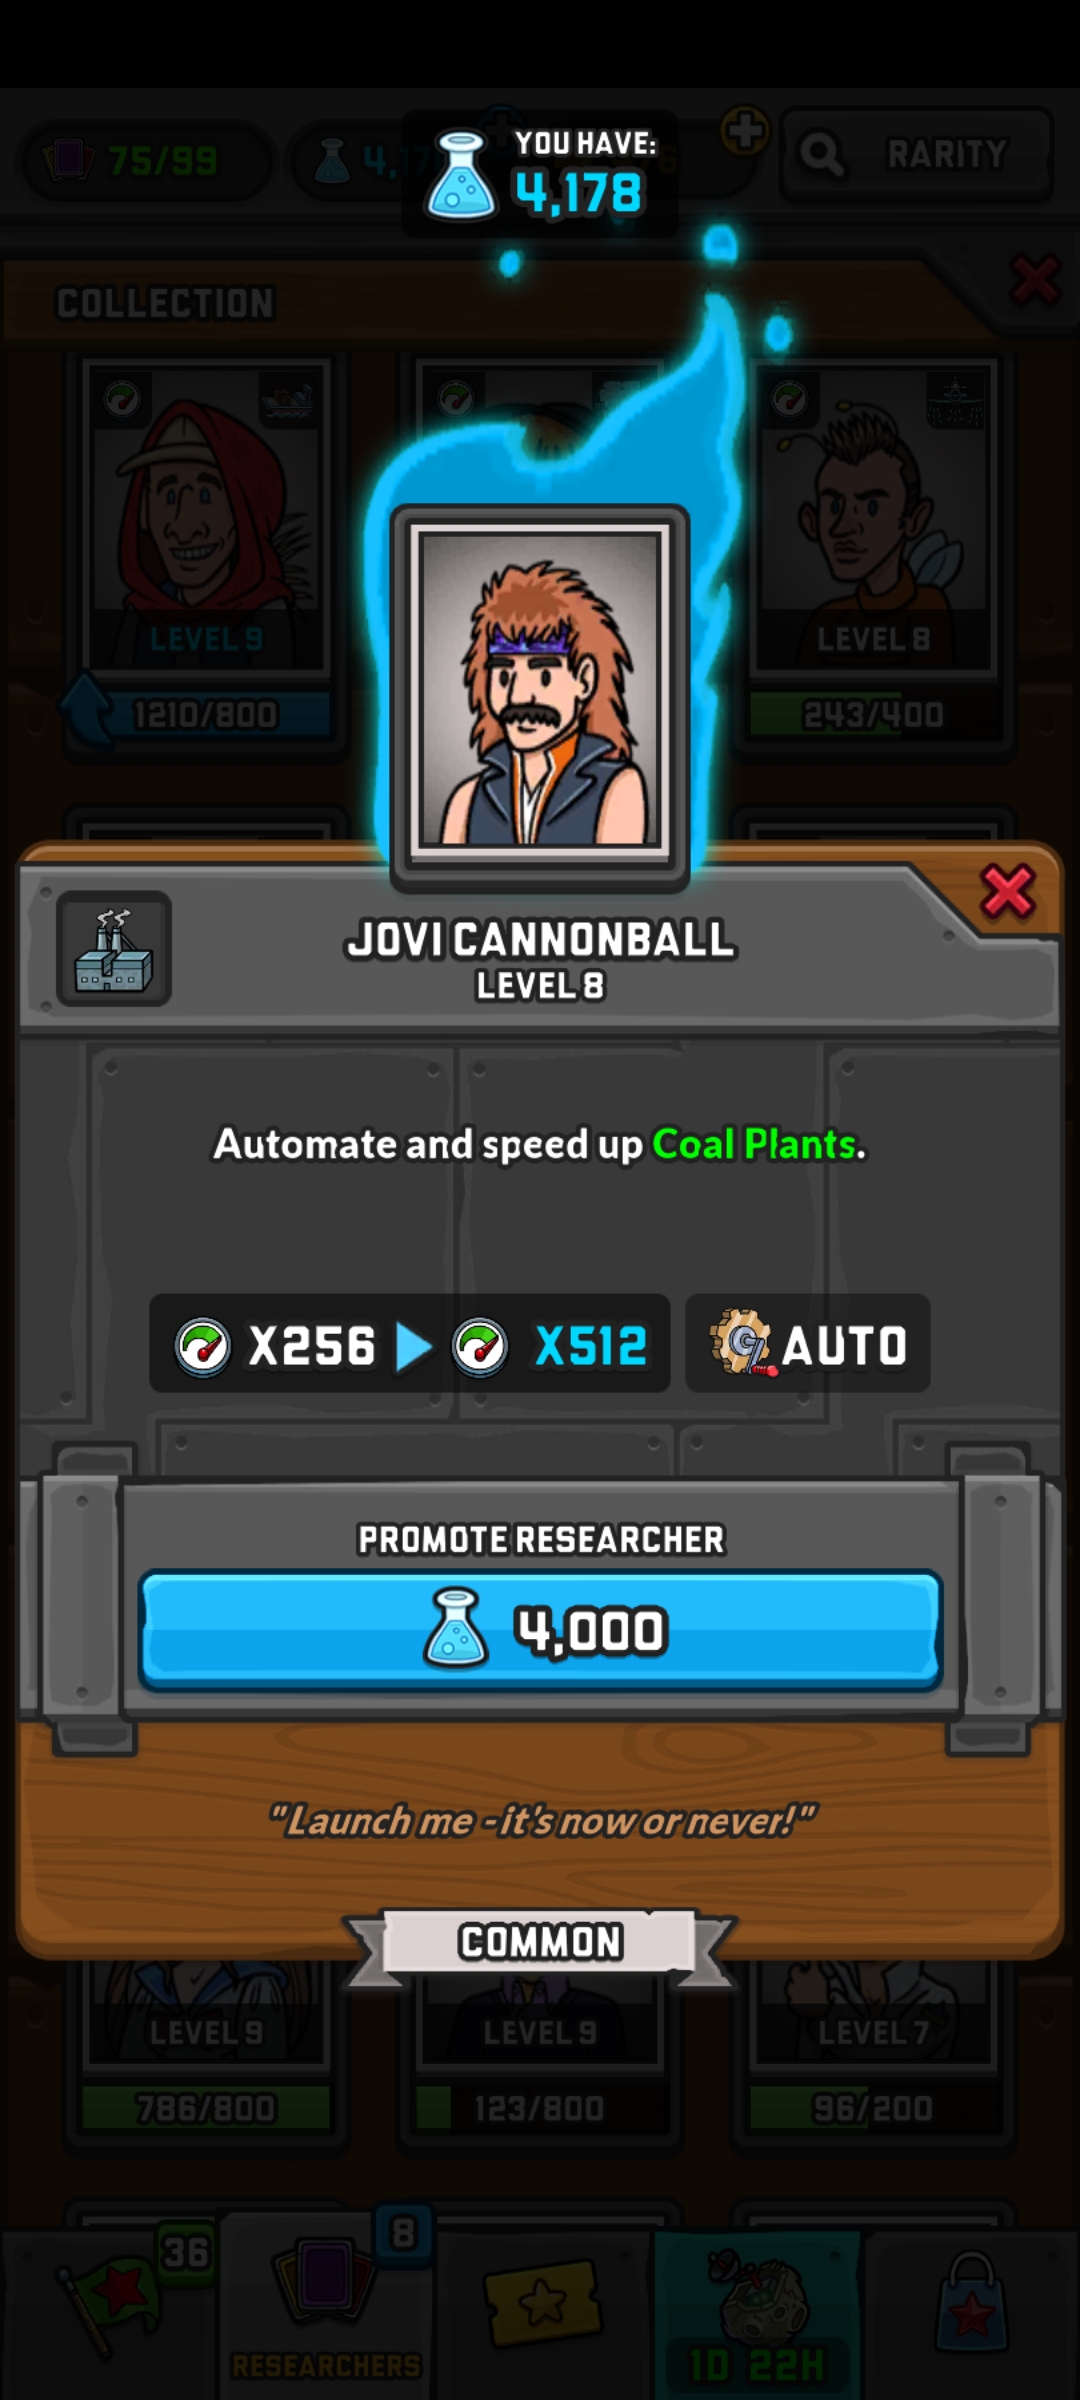 75/99
4,17
YOU HAVE:
4,178
6
RARITY
COLLECTION
LEVEL 9
LEVEL 8
1210/800
243/400
JOVI CANNONBALL
LEVEL 8
Automate and speed up Coal Plants.
X256
X512
AUTO
PROMOTE RESEARCHER
4,000
"Launch me - it's now or never!"
COMMON
LEVEL 9
LEVEL 9
LEVEL 7
786/800
123/800
96/200
36
8
RESEARCHERS
1D 22H